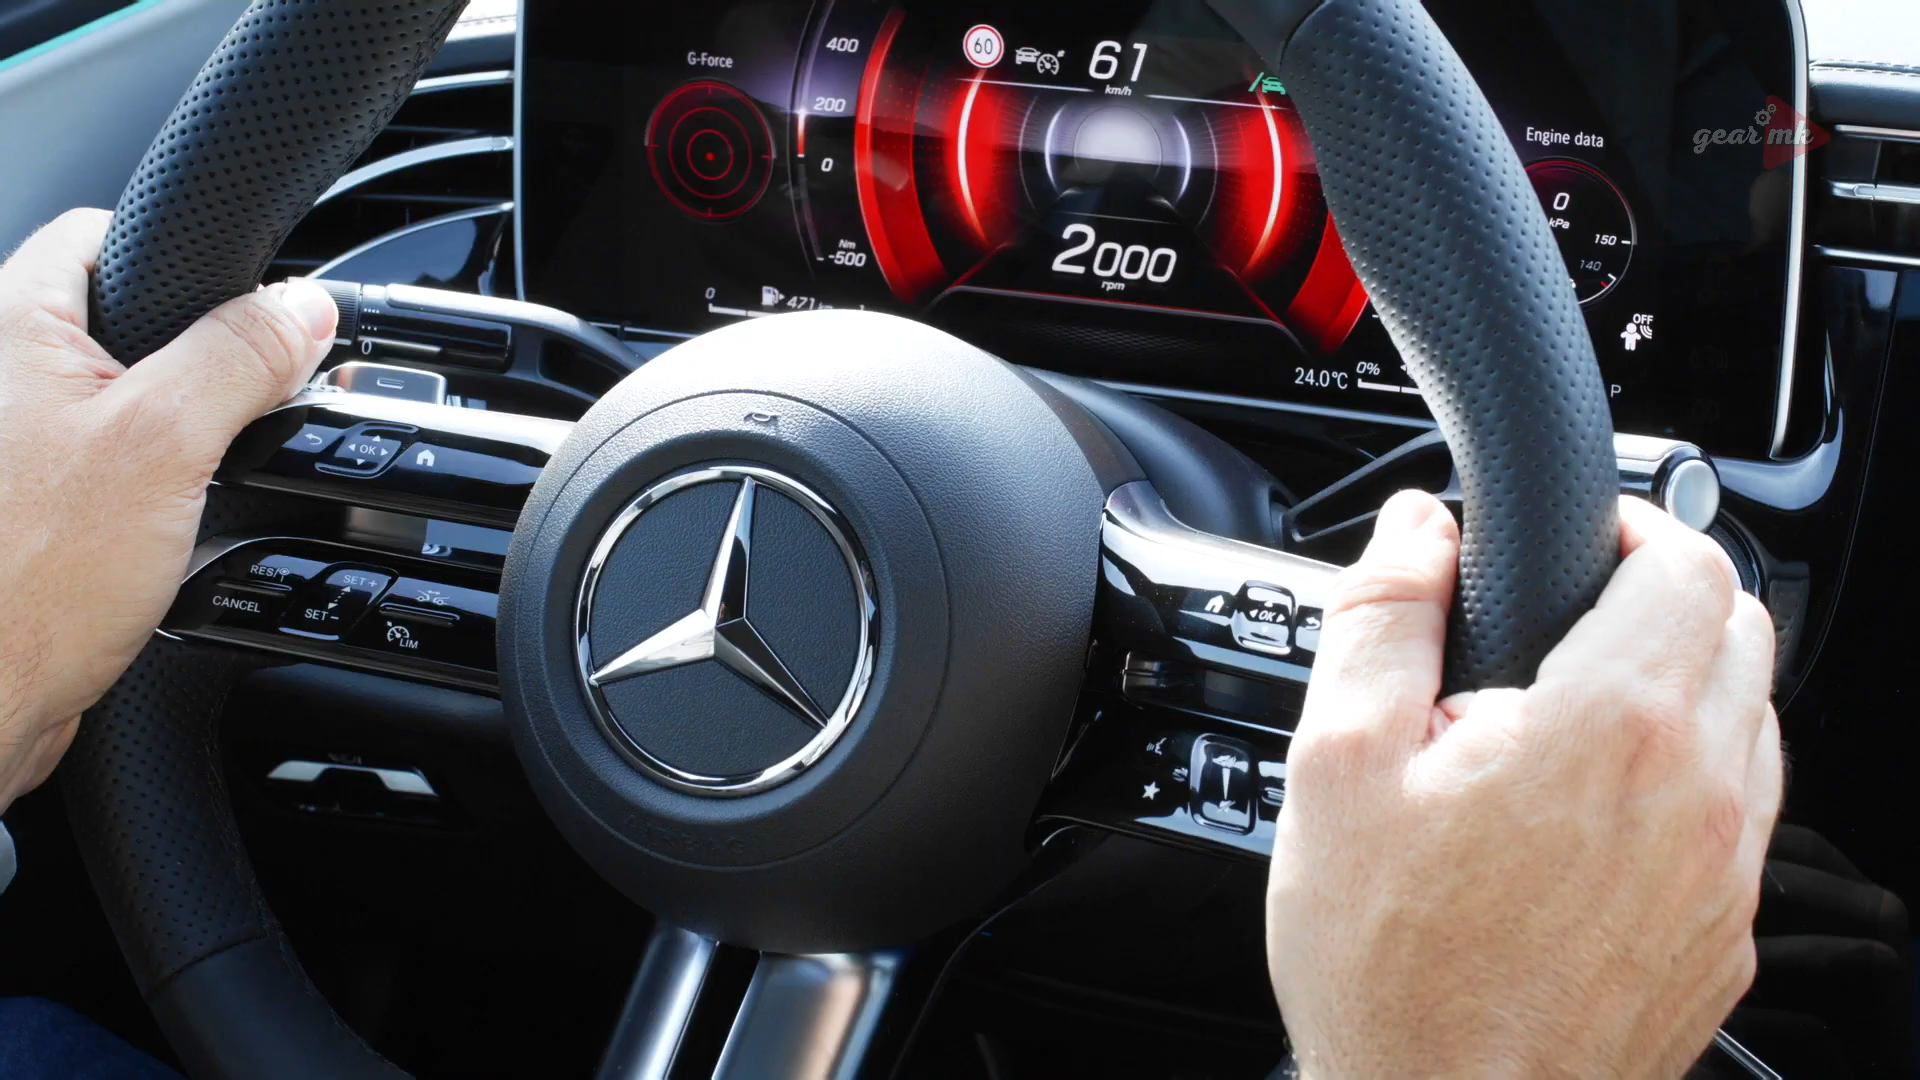 G-Force
400
200
0
Nm
-500
60
61
km/h
2000
rpm
Engine data
0
kPa
150
140
gear mk
OFF
0
471
24.0°C
0%
P
0
OK
RES/
SET +
CANCEL
SET -
LIM
OK